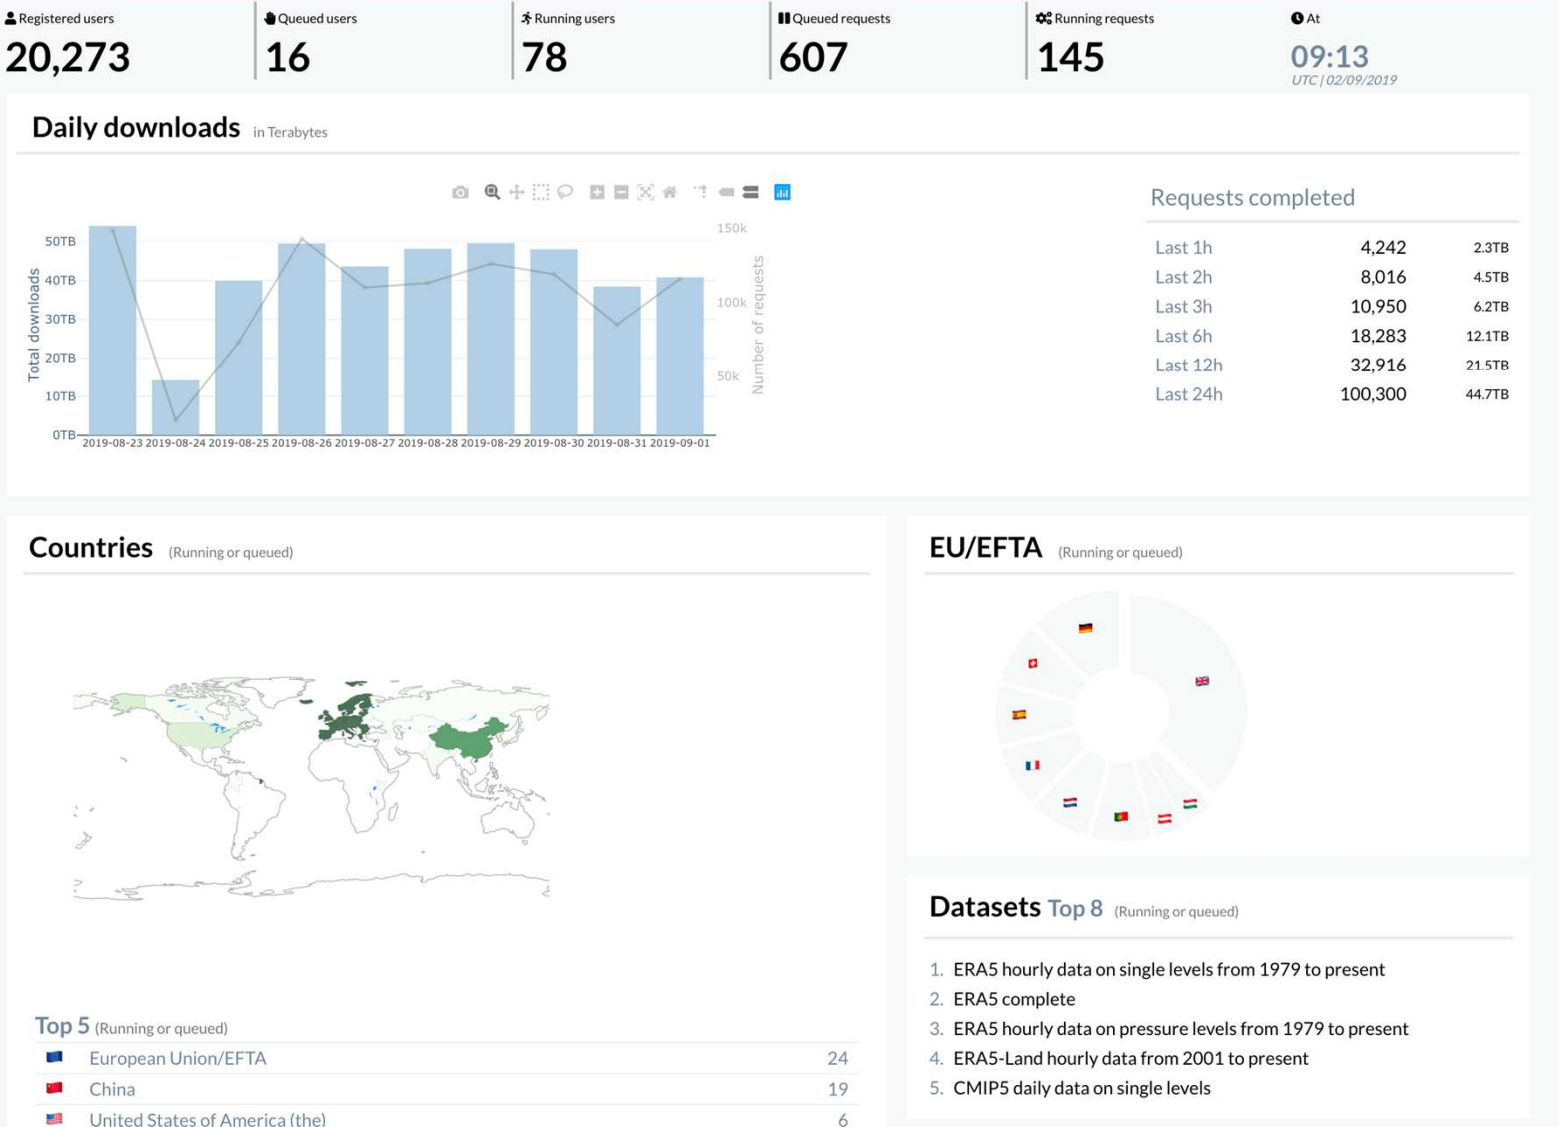 Registered users
20,273
Queued users
16
Running users
78
Queued requests
607
Running requests
145
At
09:13
UTC | 02/09/2019
Daily downloads in Terabytes
50TB
40TB
30TB
20TB
10TB
0TB
Total downloads
150k
100k
50k
Number of requests
2019-08-23 2019-08-24 2019-08-25 2019-08-26 2019-08-27 2019-08-28 2019-08-29 2019-08-30 2019-08-31 2019-09-01
Requests completed
Last 1h 4,242 2.3TB
Last 2h 8,016 4.5TB
Last 3h 10,950 6.2TB
Last 6h 18,283 12.1TB
Last 12h 32,916 21.5TB
Last 24h 100,300 44.7TB
Countries (Running or queued)
Top 5 (Running or queued)
European Union/EFTA 24
China 19
United States of America (the) 6
EU/EFTA (Running or queued)
Datasets Top 8 (Running or queued)
1. ERA5 hourly data on single levels from 1979 to present
2. ERA5 complete
3. ERA5 hourly data on pressure levels from 1979 to present
4. ERA5-Land hourly data from 2001 to present
5. CMIP5 daily data on single levels